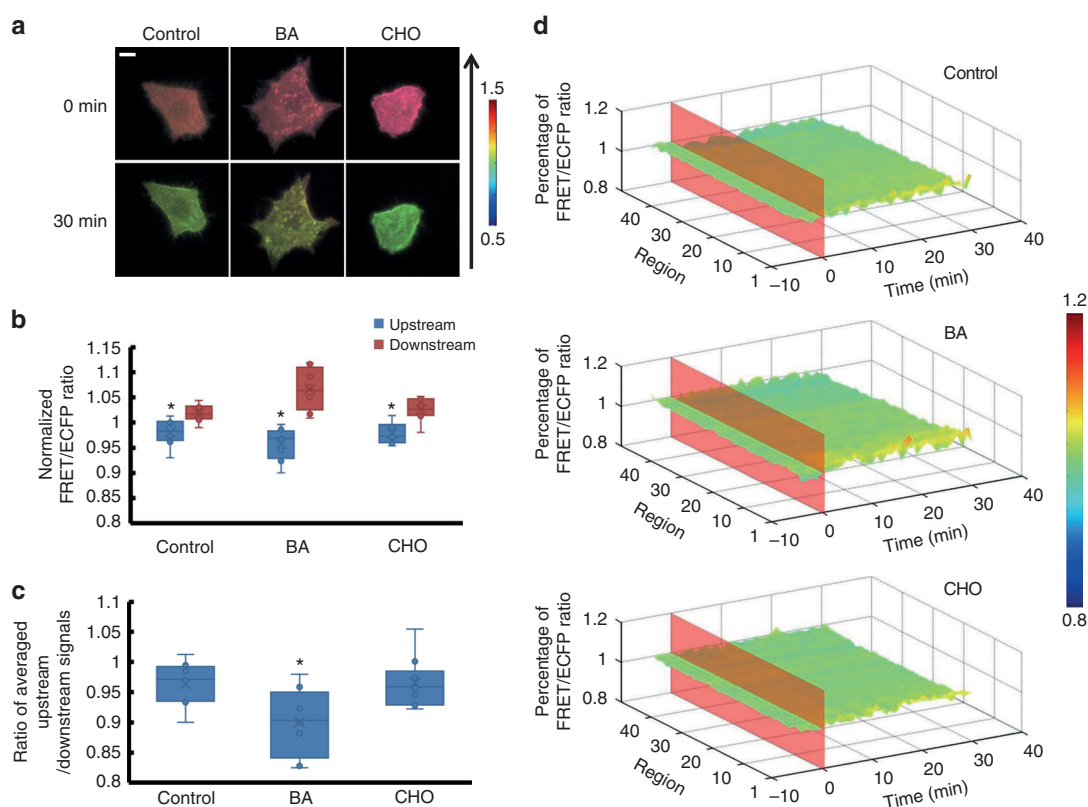 a
Control BA CHO
0 min
30 min
1.5
0.5
b
Upstream
Downstream
Normalized
FRET/ECFP ratio
1.15
1.1
1.05
1
0.95
0.9
0.85
0.8
* * *
Control BA CHO
c
Ratio of averaged
upstream
/downstream signals
1.1
1.05
1
0.95
0.9
0.85
0.8
*
Control BA CHO
d
Control
Percentage of
FRET/ECFP ratio
1.2
1
0.8
40
30
20
10
1
Region
–10 0 10 20 30 40
Time (min)
BA
Percentage of
FRET/ECFP ratio
1.2
1
0.8
40
30
20
10
1
Region
–10 0 10 20 30 40
Time (min)
CHO
Percentage of
FRET/ECFP ratio
1.2
1
0.8
40
30
20
10
1
Region
–10 0 10 20 30 40
Time (min)
1.2
0.8